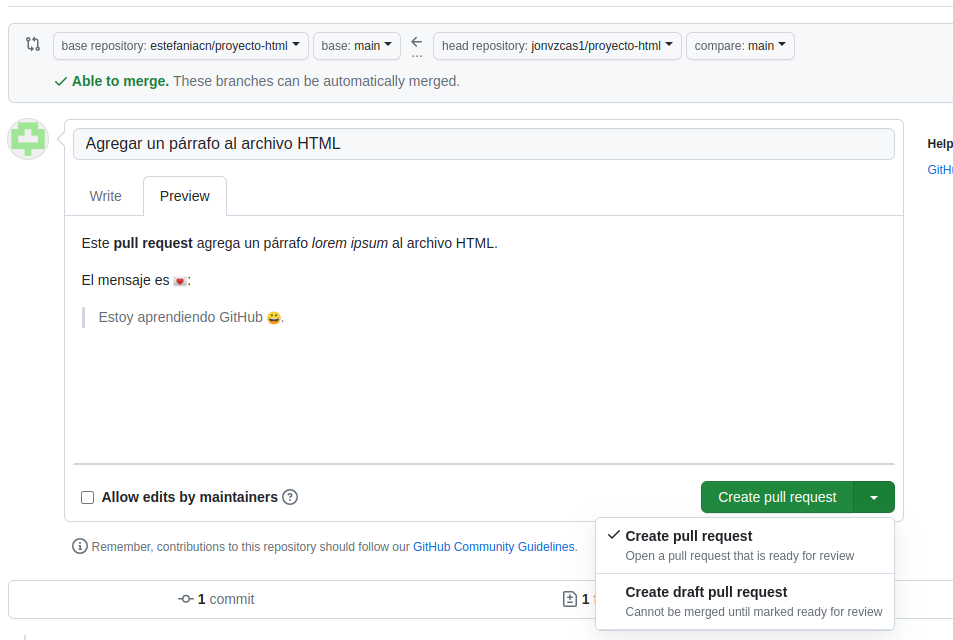 base repository: estefaniacn/proyecto-html base: main ← ... head repository: jonvzcas1/proyecto-html compare: main
✓ Able to merge. These branches can be automatically merged.
Agregar un párrafo al archivo HTML
Help
Write Preview
Este pull request agrega un párrafo lorem ipsum al archivo HTML.
El mensaje es 💌:
Estoy aprendiendo GitHub 😀.
Allow edits by maintainers
Create pull request
Create pull request
Open a pull request that is ready for review
Remember, contributions to this repository should follow our GitHub Community Guidelines.
Create draft pull request
Cannot be merged until marked ready for review
1 commit
1